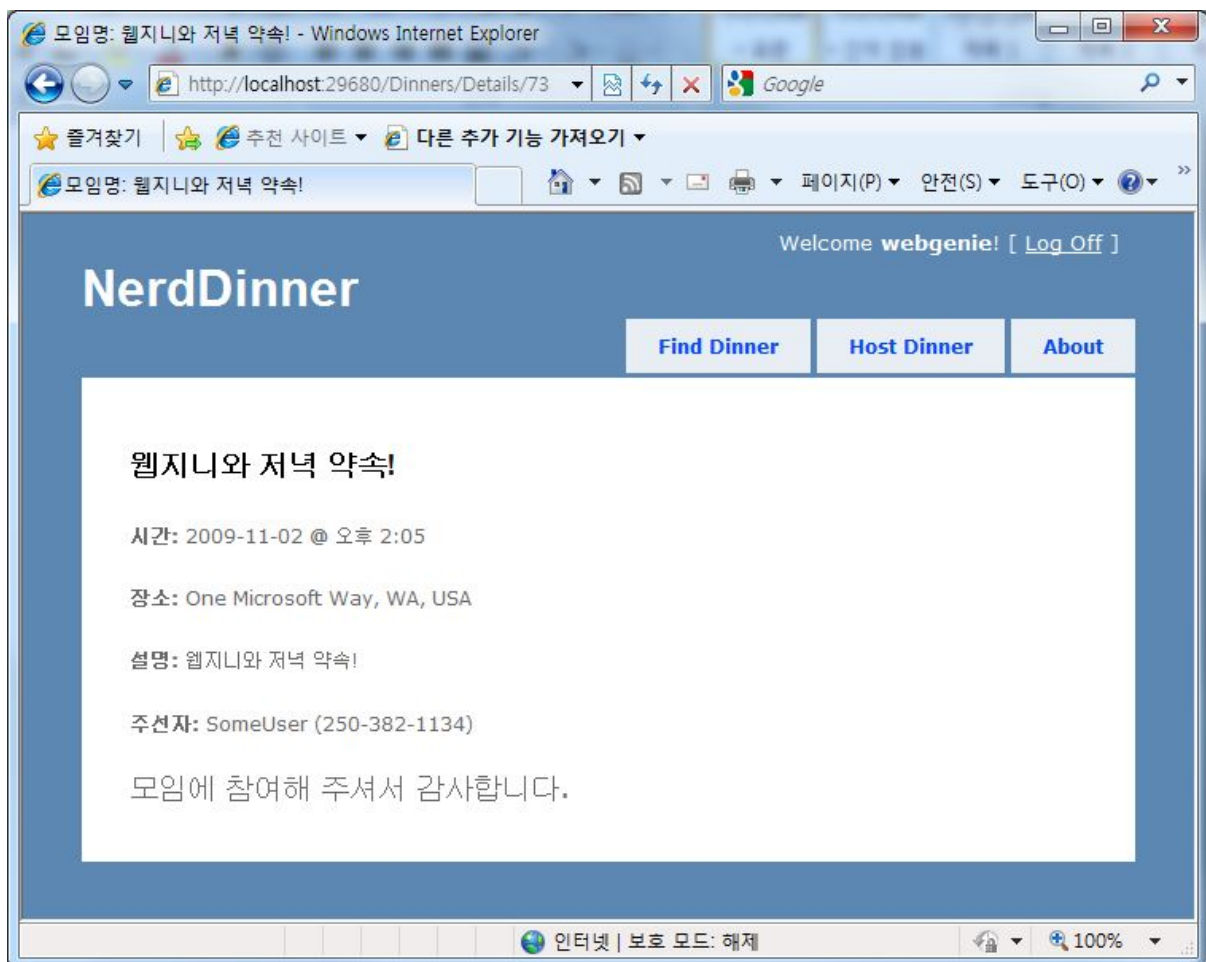 모임명: 웹지니와 저녁 약속! - Windows Internet Explorer
http://localhost:29680/Dinners/Details/73
Google
즐겨찾기 추천 사이트 다른 추가 기능 가져오기
모임명: 웹지니와 저녁 약속!
페이지(P) 안전(S) 도구(O) »
Welcome webgenie! [ Log Off ]
NerdDinner
Find Dinner Host Dinner About
웹지니와 저녁 약속!
시간: 2009-11-02 @ 오후 2:05
장소: One Microsoft Way, WA, USA
설명: 웹지니와 저녁 약속!
주선자: SomeUser (250-382-1134)
모임에 참여해 주셔서 감사합니다.
인터넷 | 보호 모드: 해제
100%